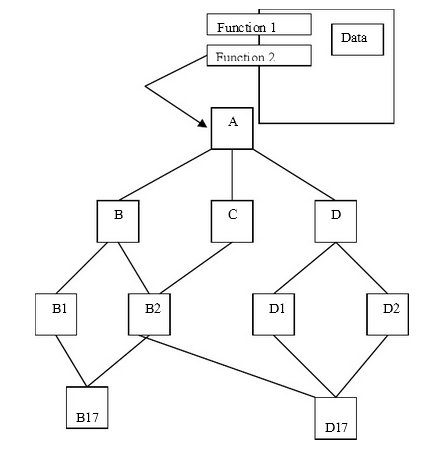 Function 1
Data
Function 2
A
B
C
D
B1
B2
D1
D2
B17
D17